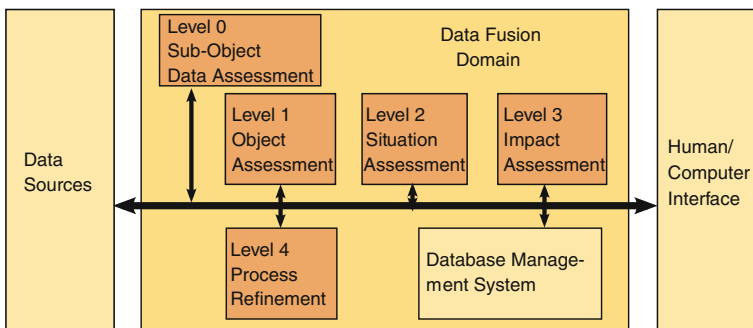 Level 0
Sub-Object
Data Assessment
Data Fusion
Domain
Level 1
Object
Assessment
Level 2
Situation
Assessment
Level 3
Impact
Assessment
Data
Sources
Human/
Computer
Interface
Level 4
Process
Refinement
Database Manage-
ment System